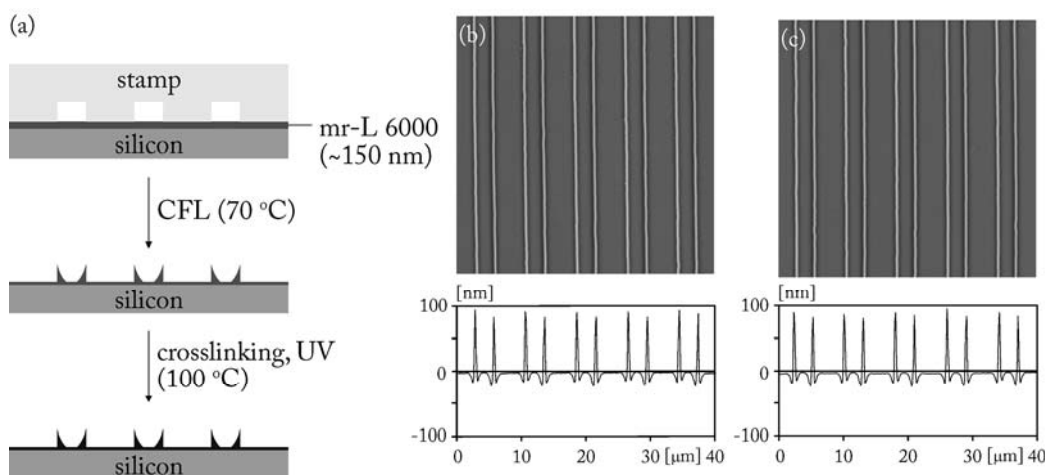 (a)
stamp
silicon
mr-L 6000
(~150 nm)
CFL (70 °C)
silicon
crosslinking, UV
(100 °C)
silicon
(b)
[nm]
100
0
-100
0 10 20 30 [μm] 40
(c)
[nm]
100
0
-100
0 10 20 30 [μm] 40